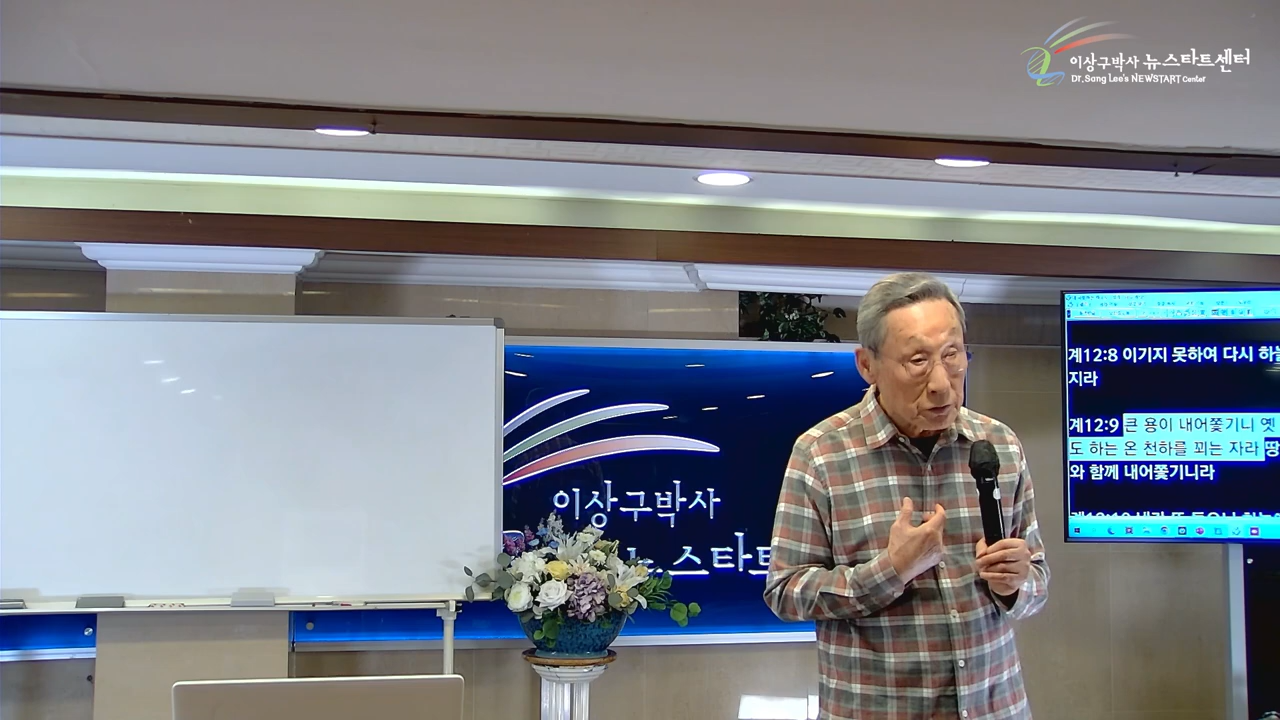 이상구박사 뉴스타트센터
Dr. Sang Lee's NEWSTART Center
이상구박사
뉴스타트
계12:8 이기지 못하여 다시 하늘
지라
계12:9 큰 용이 내어쫓기니 옛
도 하는 온 천하를 꾀는 자라 땅
와 함께 내어쫓기니라